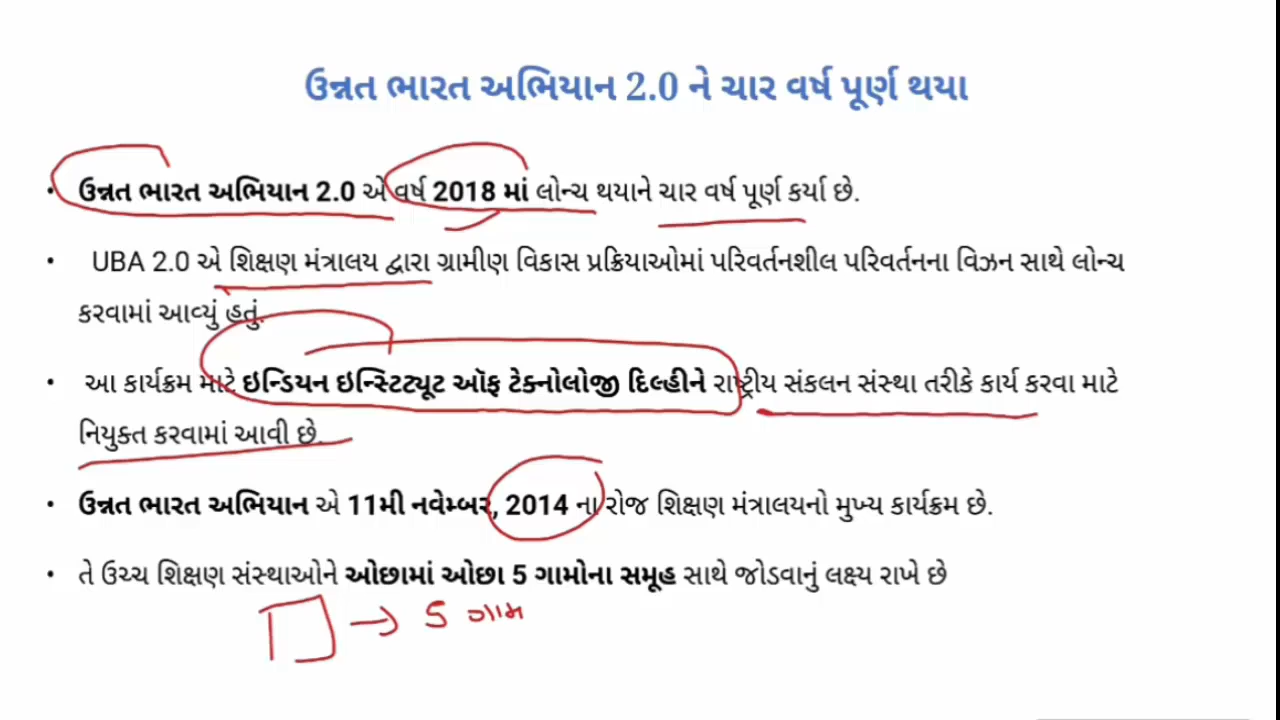 ઉન્નત ભારત અભિયાન 2.0 ને ચાર વર્ષ પૂર્ણ થયા
• ઉન્નત ભારત અભિયાન 2.0 એ વર્ષ 2018 માં લોન્ચ થયાને ચાર વર્ષ પૂર્ણ કર્યા છે.
• UBA 2.0 એ શિક્ષણ મંત્રાલય દ્વારા ગ્રામીણ વિકાસ પ્રક્રિયાઓમાં પરિવર્તનશીલ પરિવર્તનના વિઝન સાથે લોન્ચ
કરવામાં આવ્યું હતું.
• આ કાર્યક્રમ માટે ઇન્ડિયન ઇન્સ્ટિટ્યૂટ ઑફ ટેક્નોલોજી દિલ્હીને રાષ્ટ્રીય સંકલન સંસ્થા તરીકે કાર્ય કરવા માટે
નિયુક્ત કરવામાં આવી છે.
• ઉન્નત ભારત અભિયાન એ 11મી નવેમ્બર, 2014 ના રોજ શિક્ષણ મંત્રાલયનો મુખ્ય કાર્યક્રમ છે.
• તે ઉચ્ચ શિક્ષણ સંસ્થાઓને ઓછામાં ઓછા 5 ગામોના સમૂહ સાથે જોડવાનું લક્ષ્ય રાખે છે
→ 5 ગામ